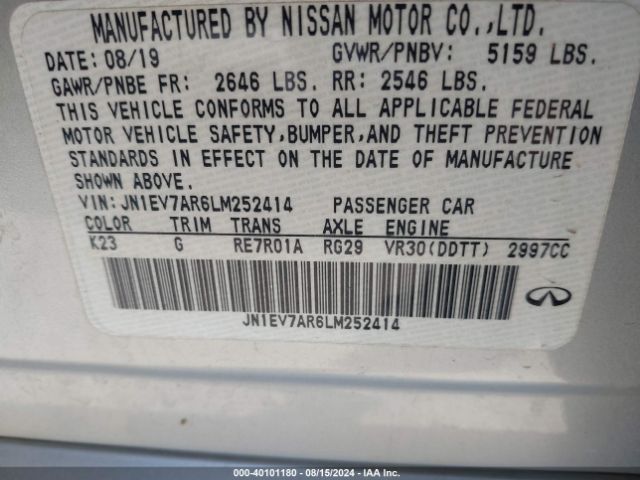 MANUFACTURED BY NISSAN MOTOR CO.,LTD.
DATE: 08/19 GVWR/PNBV: 5159 LBS.
GAWR/PNBE FR: 2646 LBS. RR: 2546 LBS.
THIS VEHICLE CONFORMS TO ALL APPLICABLE FEDERAL
MOTOR VEHICLE SAFETY,BUMPER,AND THEFT PREVENTION
STANDARDS IN EFFECT ON THE DATE OF MANUFACTURE
SHOWN ABOVE.
VIN: JN1EV7AR6LM252414 PASSENGER CAR
COLOR TRIM TRANS AXLE ENGINE
K23 G RE7R01A RG29 VR30(DDTT) 2997CC
JN1EV7AR6LM252414
000-40101180 - 08/15/2024 - IAA Inc.